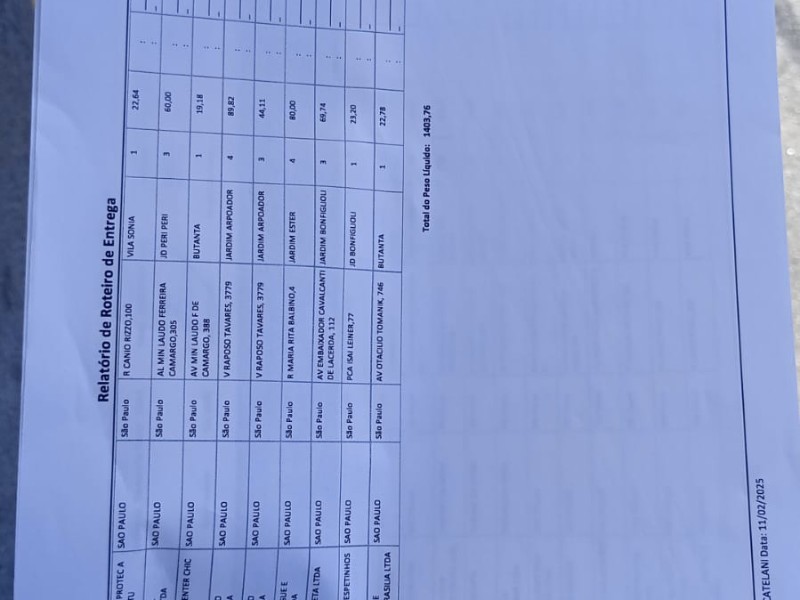 Relatório de Roteiro de Entrega
PROTEC A SAO PAULO São Paulo R CANIO RIZZO,100 VILA SONIA 1 22,64 :
TU
SAO PAULO São Paulo AL MIN LAUDO FERREIRA JD PERI PERI 3 60,00 : :
TDA CAMARGO,305
ENTER CHIC SAO PAULO São Paulo AV MIN LAUDO F DE BUTANTA 1 19,18 : :
CAMARGO, 388
SAO PAULO São Paulo V RAPOSO TAVARES, 3779 JARDIM ARPOADOR 4 89,82 : :
A
SAO PAULO São Paulo V RAPOSO TAVARES, 3779 JARDIM ARPOADOR 3 44,11 : :
A
GUE E SAO PAULO São Paulo R MARIA RITA BALBINO,4 JARDIM ESTER 4 80,00 : :
DA
ETA LTDA SAO PAULO São Paulo AV EMBAIXADOR CAVALCANTI JARDIM BONFIGLIOLI 3 69,74 : :
DE LACERDA, 112
ESPETINHOS SAO PAULO São Paulo PCA ISAI LEINER,77 JD BONFIGLIOLI 1 23,20 : :
E SAO PAULO São Paulo AV OTACILIO TOMANIK, 746 BUTANTA 1 22,78 : :
RASILIA LTDA
Total do Peso Líquido: 1403,76
CATELANI Data: 11/02/2025